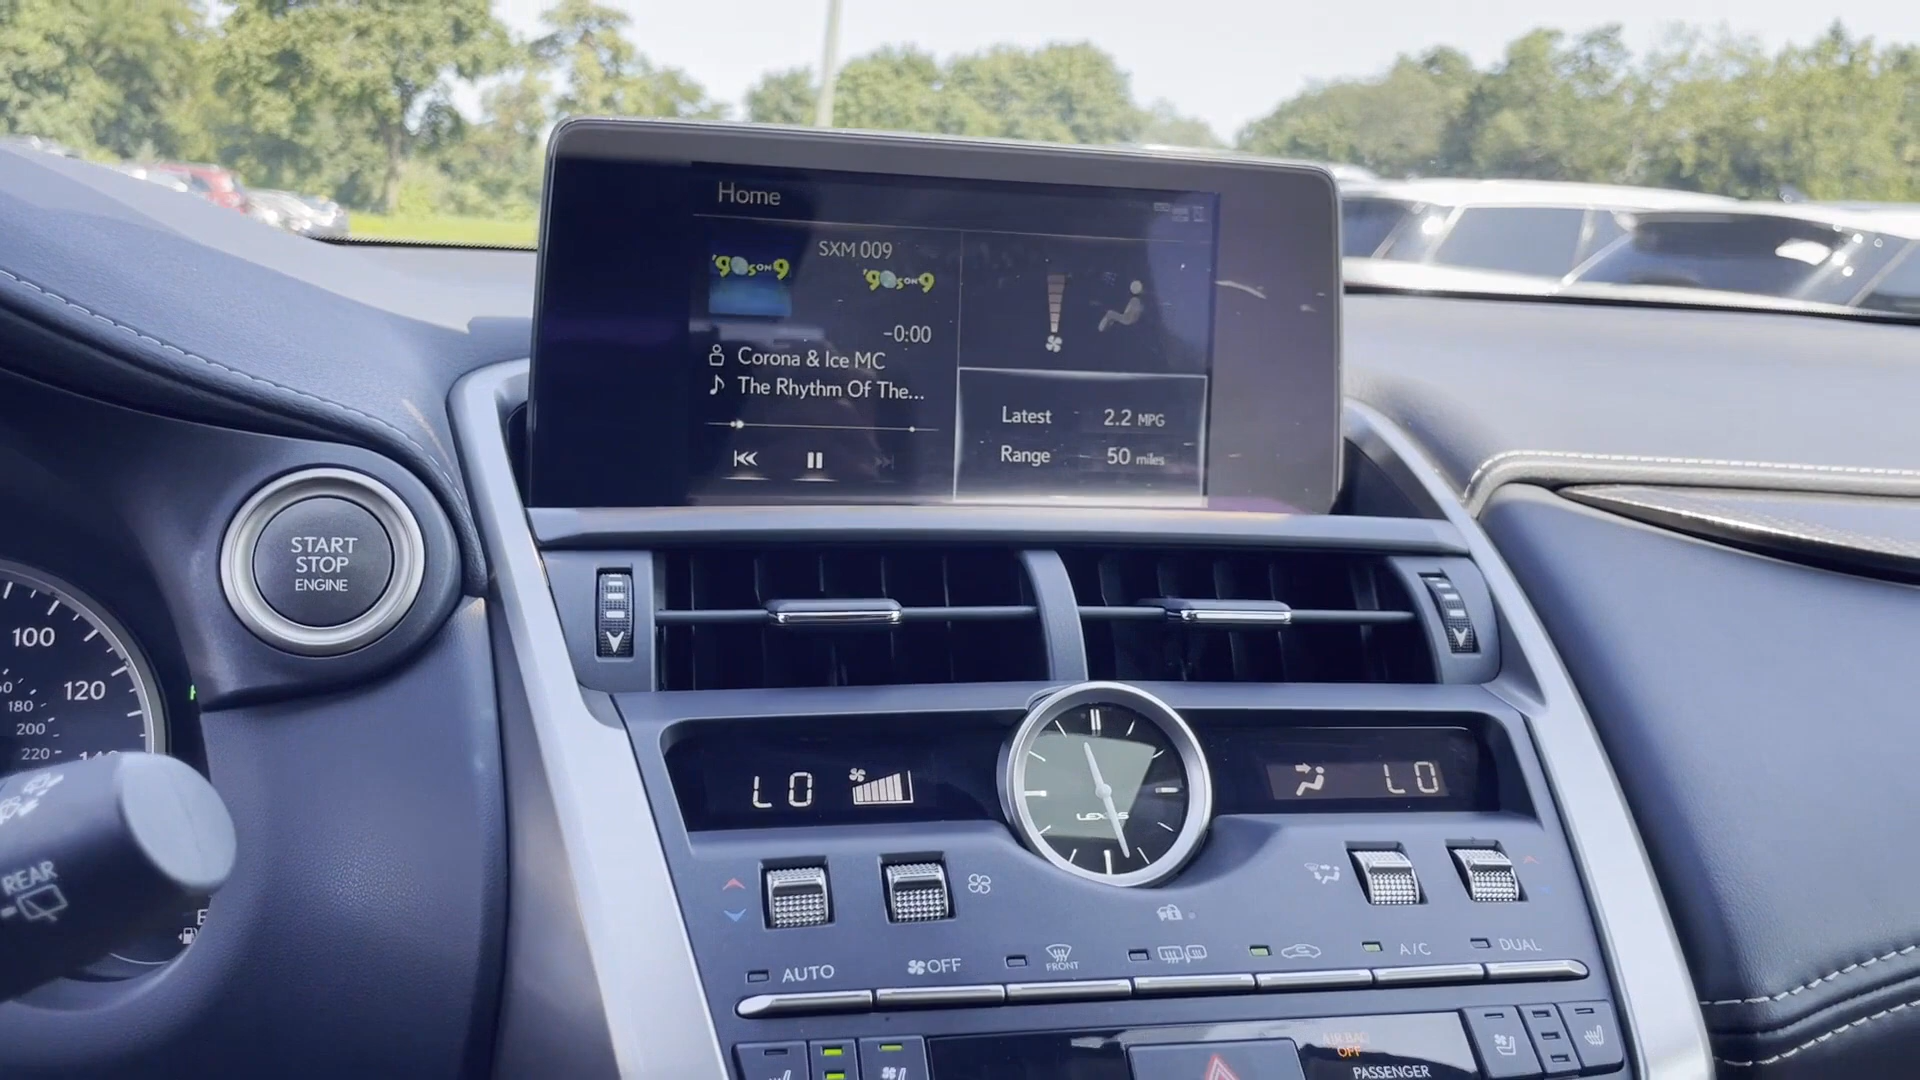 Home
SXM 009
'90s ON 9
'90s ON 9
-0:00
Corona & Ice MC
The Rhythm Of The...
Latest 2.2 MPG
Range 50 miles
START
STOP
ENGINE
100
120
180
200
220
140
REAR
E
LO
LO
LEXUS
AUTO
OFF
FRONT
A/C
DUAL
AIR BAG
OFF
PASSENGER